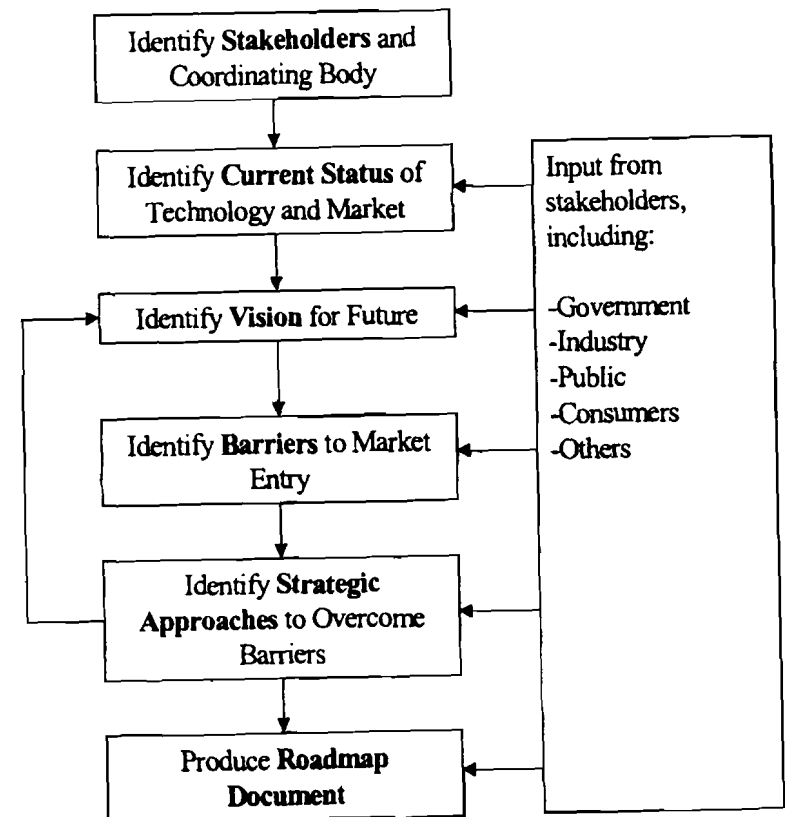 Identify Stakeholders and
Coordinating Body
Identify Current Status of
Technology and Market
Identify Vision for Future
Identify Barriers to Market
Entry
Identify Strategic
Approaches to Overcome
Barriers
Produce Roadmap
Document
Input from
stakeholders,
including:
-Government
-Industry
-Public
-Consumers
-Others